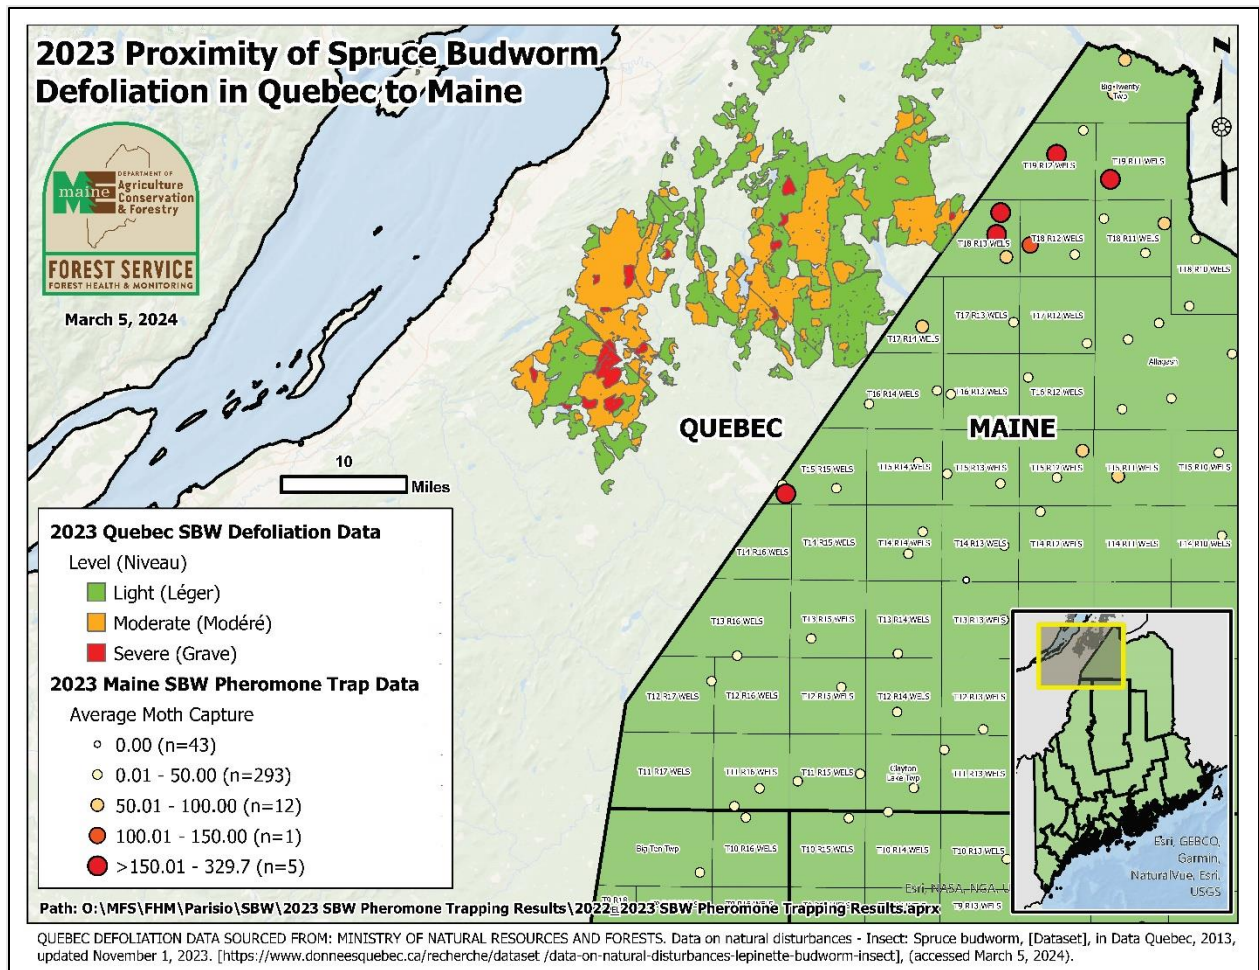 2023 Proximity of Spruce Budworm
Defoliation in Quebec to Maine
DEPARTMENT OF
maine
Agriculture
Conservation
& Forestry
FOREST SERVICE
FOREST HEALTH & MONITORING
March 5, 2024
N
10
Miles
QUEBEC
MAINE
2023 Quebec SBW Defoliation Data
Level (Niveau)
Light (Léger)
Moderate (Modéré)
Severe (Grave)
2023 Maine SBW Pheromone Trap Data
Average Moth Capture
0.00 (n=43)
0.01 - 50.00 (n=293)
50.01 - 100.00 (n=12)
100.01 - 150.00 (n=1)
>150.01 - 329.7 (n=5)
Big Twenty
Twp
T19 R12 WELS
T19 R11 WELS
T18 R13 WELS
T18 R12 WELS
T18 R11 WELS
T18 R10 WELS
T17 R14 WELS
T17 R13 WELS
T17 R12 WELS
Allagash
T16 R14 WELS
T16 R13 WELS
T16 R12 WELS
T15 R15 WELS
T15 R14 WELS
T15 R13 WELS
T15 R12 WELS
T15 R11 WELS
T15 R10 WELS
T14 R16 WELS
T14 R15 WELS
T14 R14 WELS
T14 R13 WELS
T14 R12 WELS
T14 R11 WELS
T14 R10 WELS
T13 R16 WELS
T13 R15 WELS
T13 R14 WELS
T13 R13 WELS
T12 R17 WELS
T12 R16 WELS
T12 R15 WELS
T12 R14 WELS
T12 R13 WELS
T11 R17 WELS
T11 R16 WELS
T11 R15 WELS
Clayton
Lake Twp
T11 R13 WELS
Big Ten Twp
T10 R16 WELS
T10 R15 WELS
T10 R14 WELS
T10 R13 WELS
T9 R18
T9 R13 WELS
Esri, NASA, NGA, U
Esri, GEBCO,
Garmin,
NaturalVue, Esri,
USGS
Path: O:\MFS\FHM\Parisio\SBW\2023 SBW Pheromone Trapping Results\2022_2023 SBW Pheromone Trapping Results.aprx
QUEBEC DEFOLIATION DATA SOURCED FROM: MINISTRY OF NATURAL RESOURCES AND FORESTS. Data on natural disturbances - Insect: Spruce budworm, [Dataset], in Data Quebec, 2013,
updated November 1, 2023. [https://www.donneesquebec.ca/recherche/dataset /data-on-natural-disturbances-lepinette-budworm-insect], (accessed March 5, 2024).